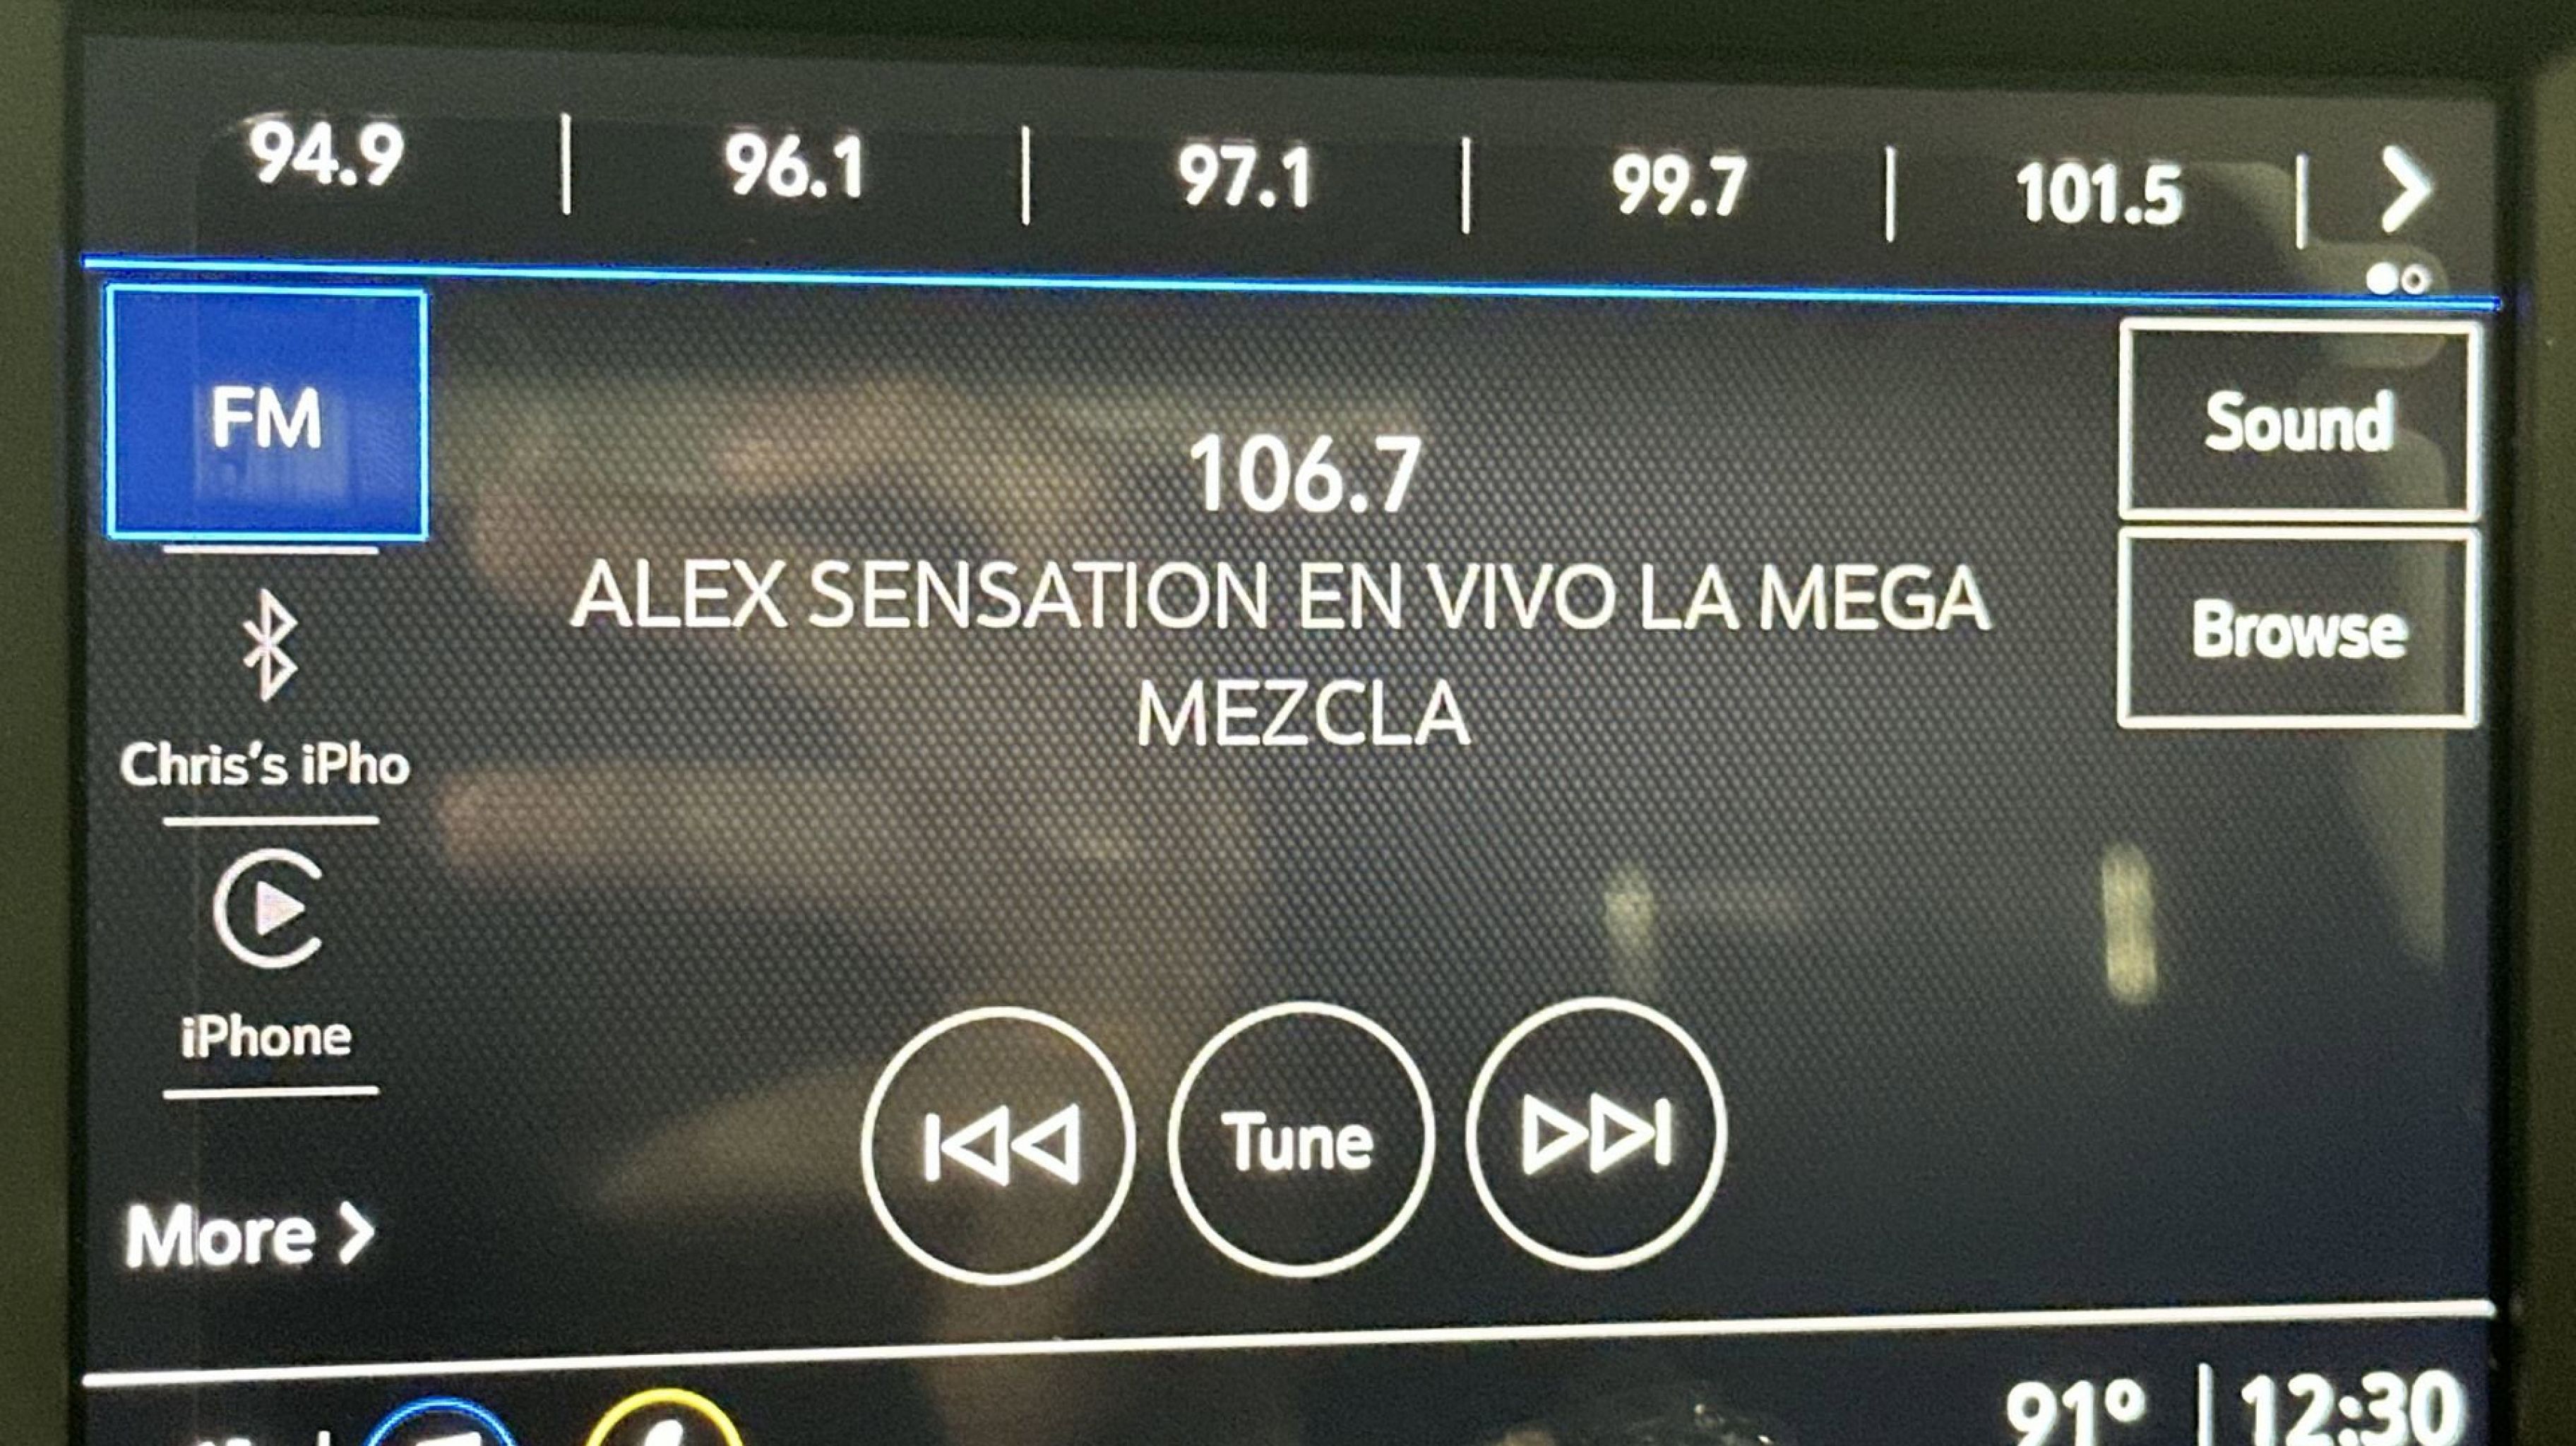 94.9 | 96.1 | 97.1 | 99.7 | 101.5 |
FM
Sound
106.7
ALEX SENSATION EN VIVO LA MEGA
MEZCLA
Browse
Chris's iPho
iPhone
Tune
More
91° | 12:30